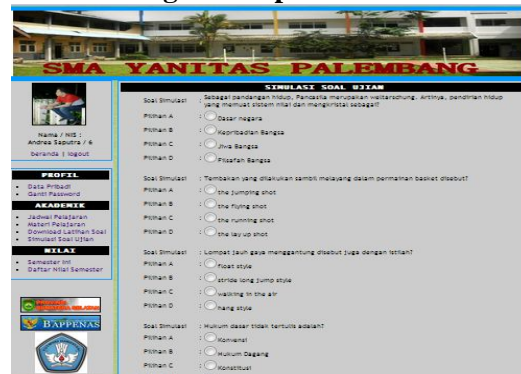 SMA YANITAS PALEMBANG
SIMULASI SOAL UJIAN
Nama / NIS :
Andrea Saputra / 6
beranda | logout
PROFIL
Data Pribadi
Ganti Password
AKADEMIK
Jadwal Pelajaran
Materi Pelajaran
Download Latihan Soal
Simulasi Soal Ujian
NILAI
Semester Ini
Daftar Nilai Semester
BAPPENAS
Soal Simulasi : Sebagai pandangan hidup, Pancasila merupakan weltarschung. Artinya, pendirian hidup
yang memuat sistem nilai dan mengkristal sebagai?
Pilihan A : Dasar negara
Pilihan B : Kepribadian Bangsa
Pilihan C : Jiwa Bangsa
Pilihan D : Filsafah Bangsa
Soal Simulasi : Tembakan yang dilakukan sambil melayang dalam permainan basket disebut?
Pilihan A : the jumping shot
Pilihan B : the flying shot
Pilihan C : the running shot
Pilihan D : the lay up shot
Soal Simulasi : Lompat jauh gaya menggantung disebut juga dengan istilah?
Pilihan A : float style
Pilihan B : stride long jump style
Pilihan C : walking in the air
Pilihan D : hang style
Soal Simulasi : Hukum dasar tidak tertulis adalah?
Pilihan A : Konvensi
Pilihan B : Hukum Dagang
Pilihan C : Konstitusi